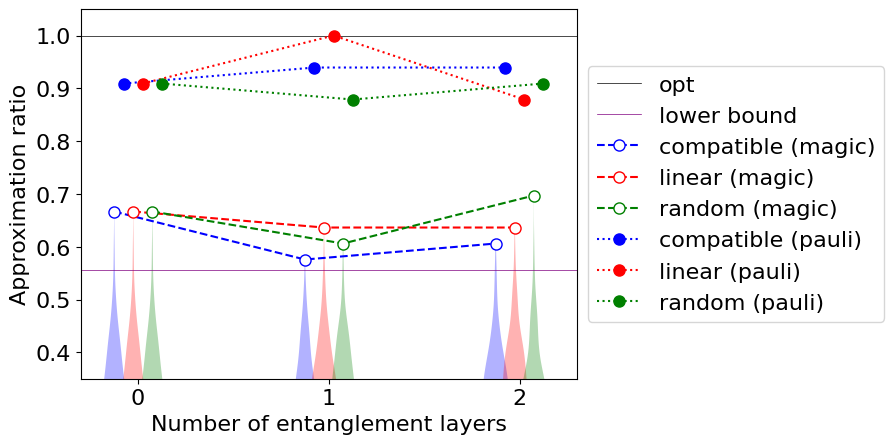 1.0
0.9
0.8
0.7
0.6
0.5
0.4
Approximation ratio
0 1 2
Number of entanglement layers
opt
lower bound
compatible (magic)
linear (magic)
random (magic)
compatible (pauli)
linear (pauli)
random (pauli)